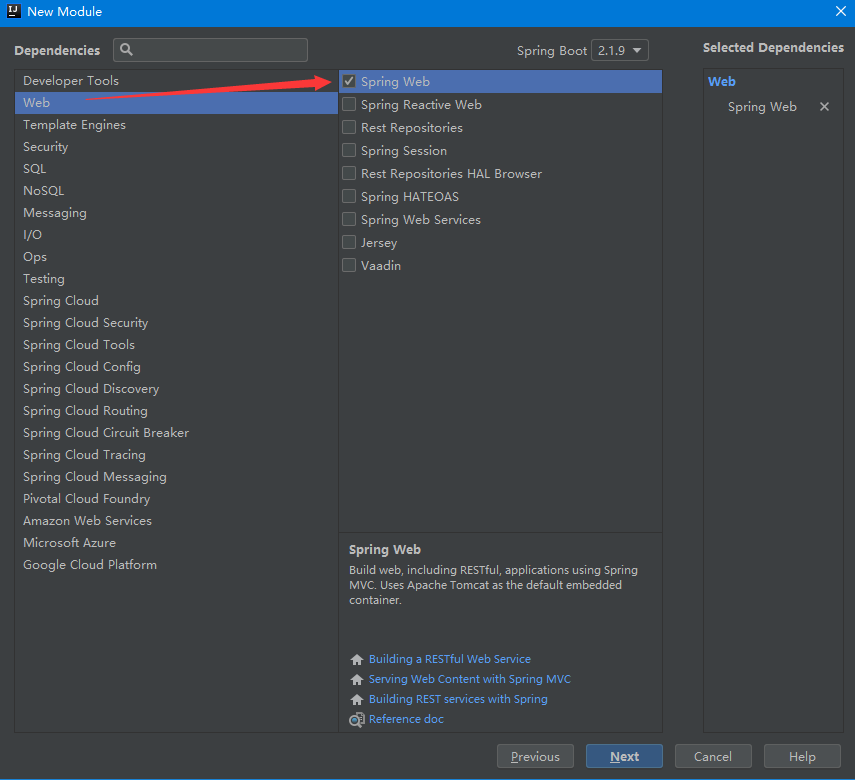 IJ New Module
Dependencies
Spring Boot 2.1.9
Selected Dependencies
Developer Tools
Web
Template Engines
Security
SQL
NoSQL
Messaging
I/O
Ops
Testing
Spring Cloud
Spring Cloud Security
Spring Cloud Tools
Spring Cloud Config
Spring Cloud Discovery
Spring Cloud Routing
Spring Cloud Circuit Breaker
Spring Cloud Tracing
Spring Cloud Messaging
Pivotal Cloud Foundry
Amazon Web Services
Microsoft Azure
Google Cloud Platform
Spring Web
Spring Reactive Web
Rest Repositories
Spring Session
Rest Repositories HAL Browser
Spring HATEOAS
Spring Web Services
Jersey
Vaadin
Spring Web
Build web, including RESTful, applications using Spring
MVC. Uses Apache Tomcat as the default embedded
container.
Building a RESTful Web Service
Serving Web Content with Spring MVC
Building REST services with Spring
Reference doc
Web
Spring Web
Previous
Next
Cancel
Help